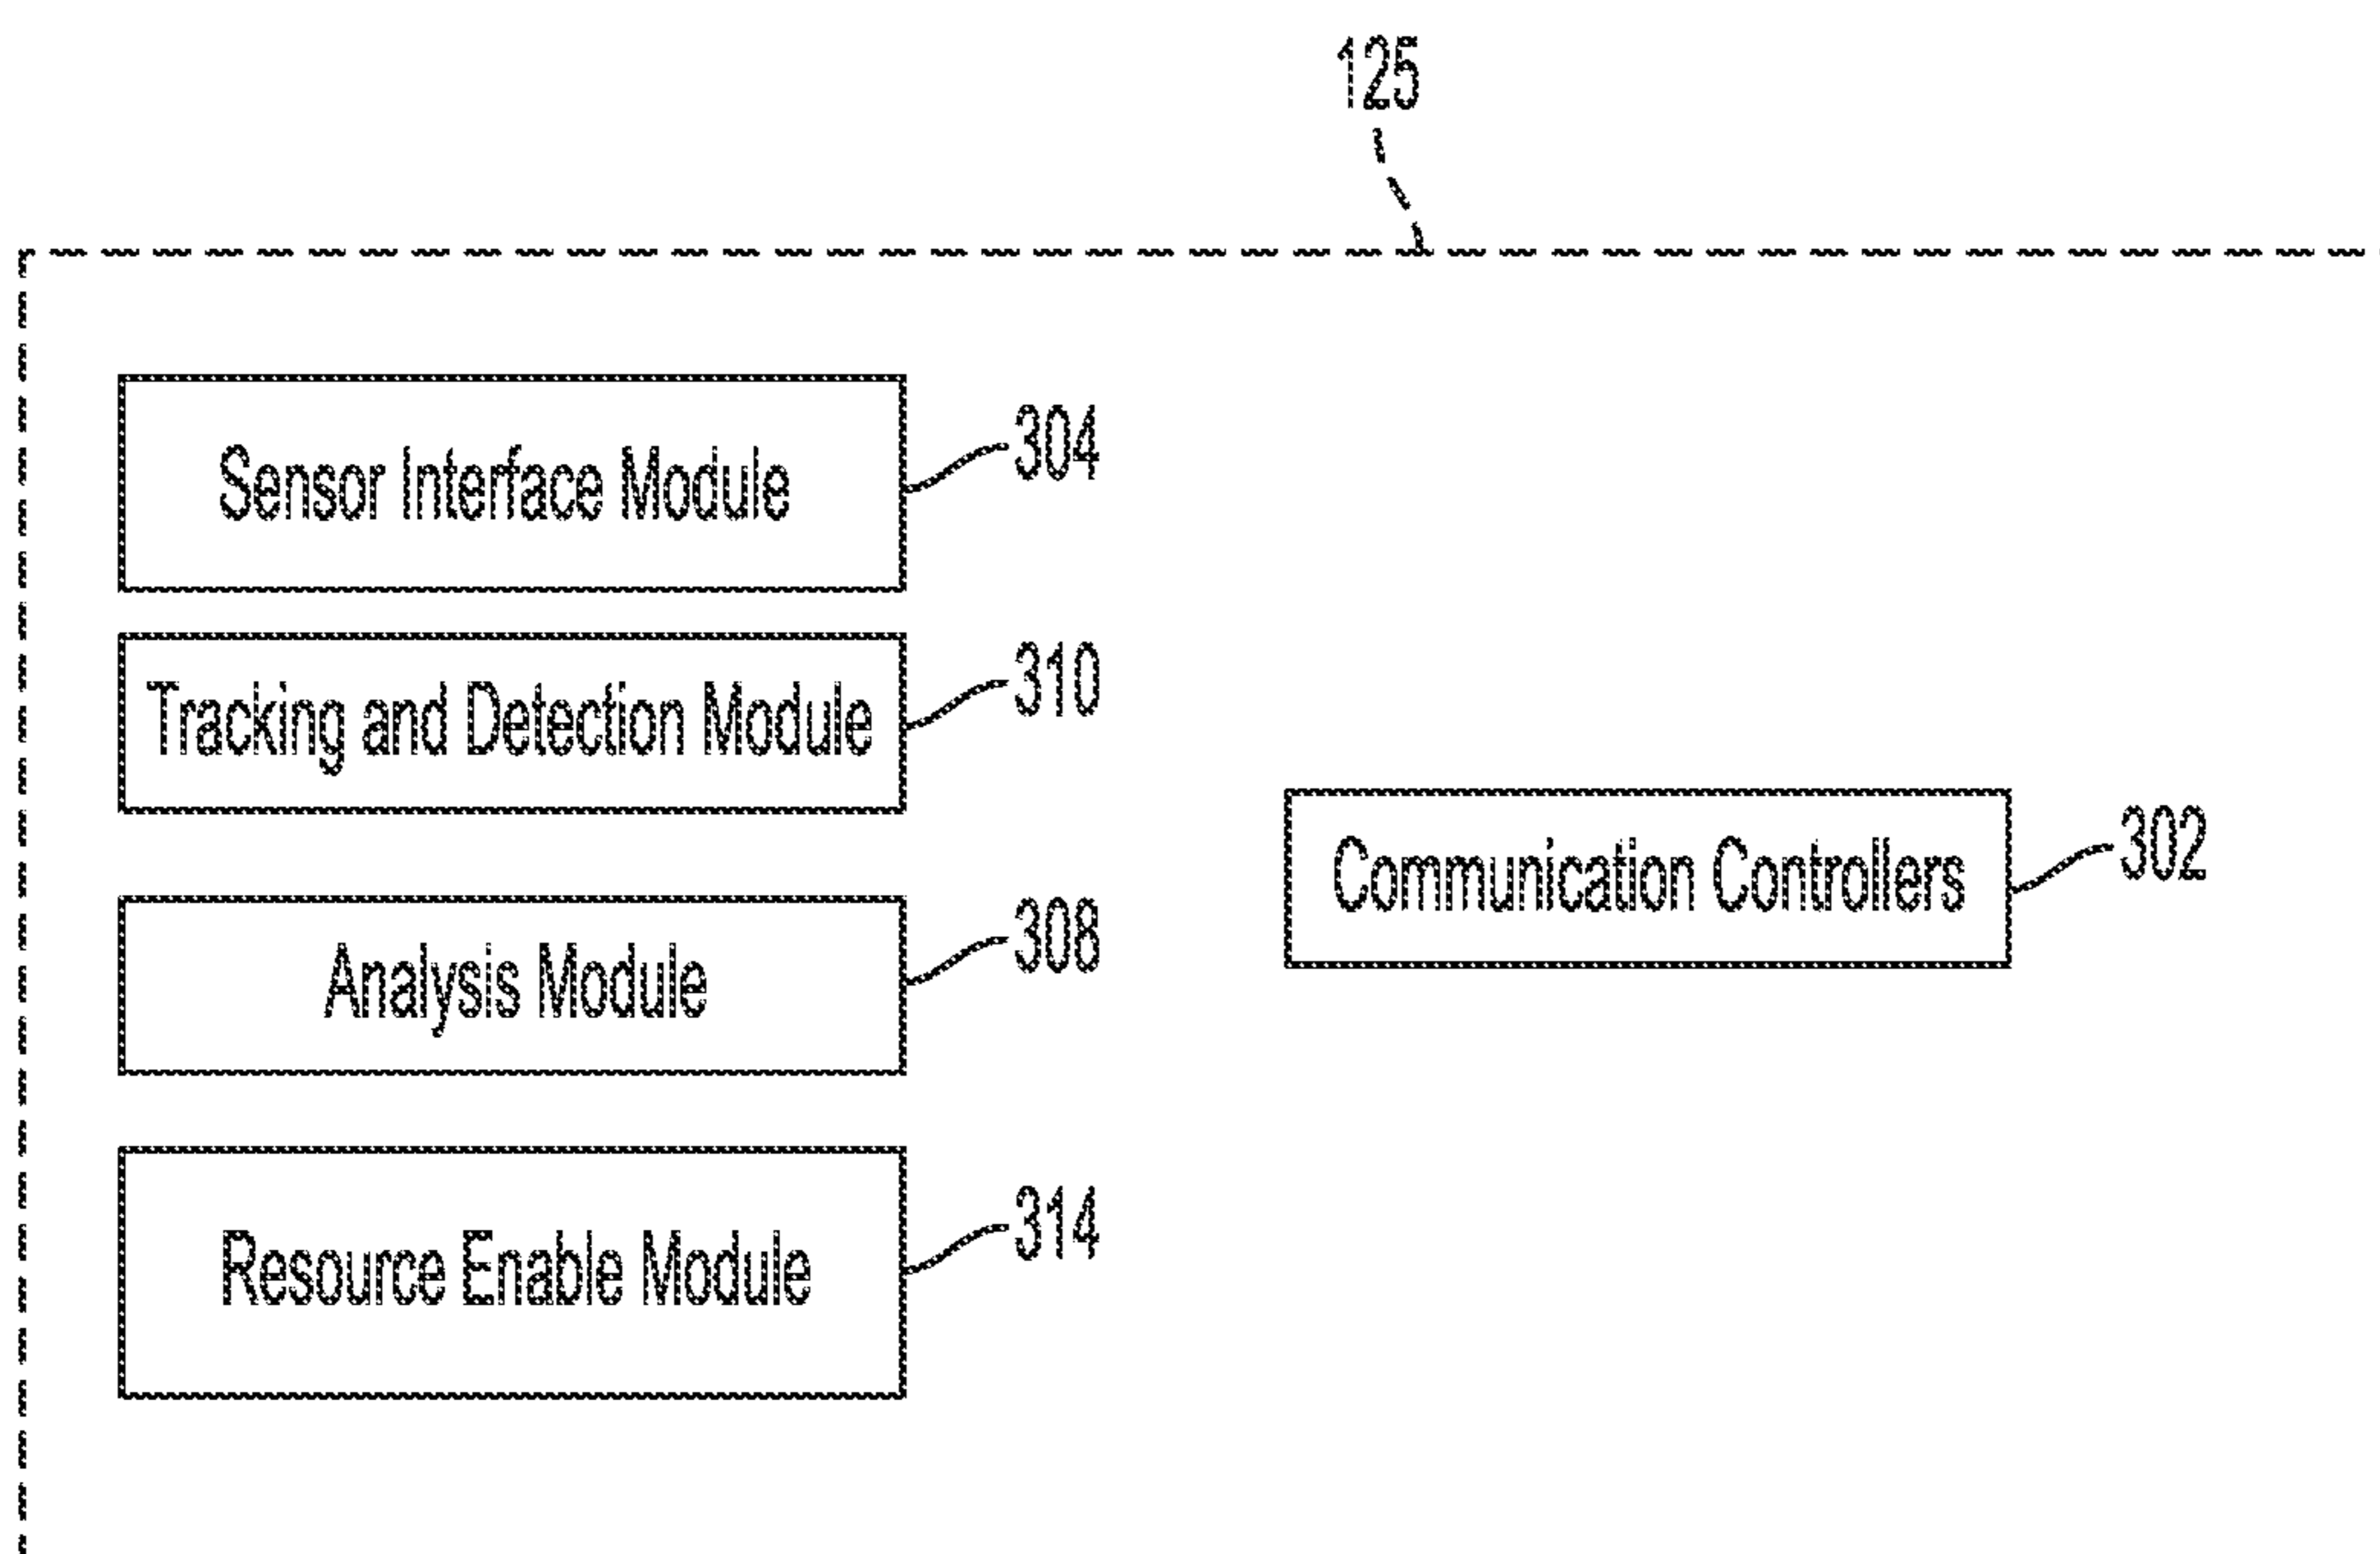 125
Sensor Interface Module
304
Tracking and Detection Module
310
Communication Controllers
302
Analysis Module
308
Resource Enable Module
314